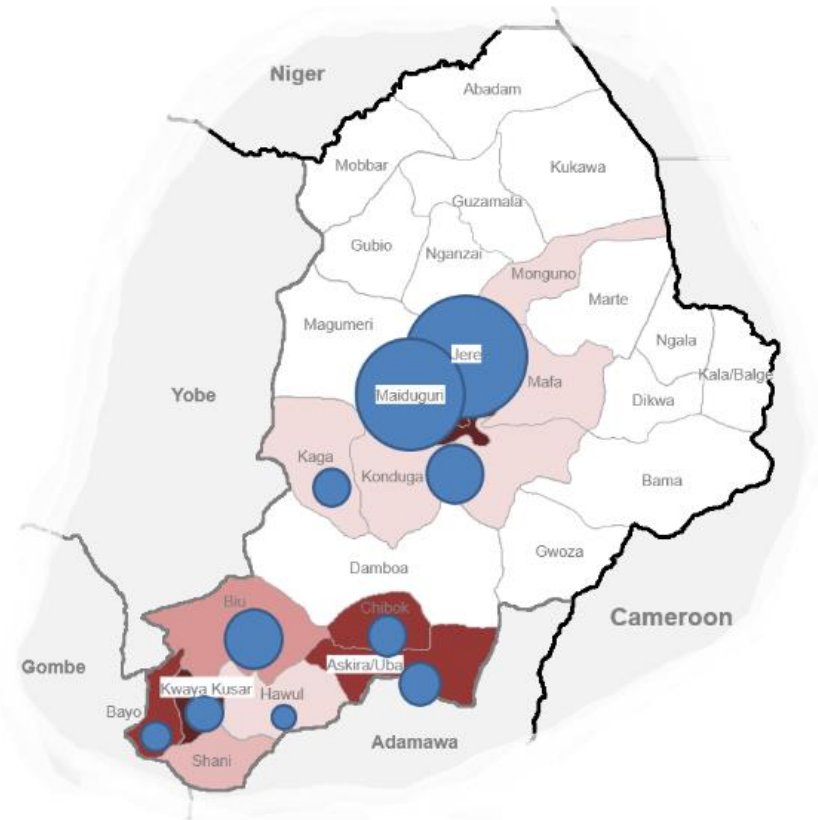 Niger
Abadam
Mobbar
Kukawa
Guzamala
Gubio
Nganzai
Monguno
Marte
Magumeri
Ngala
Jere
Kala/Balge
Mafa
Yobe
Maiduguri
Dikwa
Kaga
Konduga
Bama
Gwoza
Damboa
Biu
Chibok
Cameroon
Gombe
Askira/Uba
Kwaya Kusar
Hawul
Bayo
Adamawa
Shani